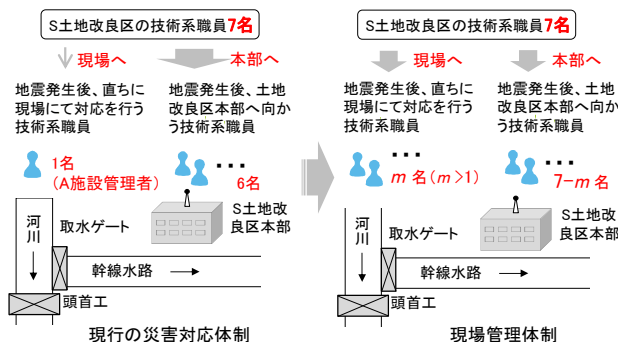 S土地改良区の技術系職員7名
現場へ
本部へ
地震発生後、直ちに
現場にて対応を行う
技術系職員
地震発生後、土地
改良区本部へ向か
う技術系職員
1名
(A施設管理者)
・・・
6名
河川
取水ゲート
S土地改
良区本部
幹線水路
頭首工
現行の災害対応体制
S土地改良区の技術系職員7名
現場へ
本部へ
地震発生後、直ちに
現場にて対応を行う
技術系職員
地震発生後、土地
改良区本部へ向か
う技術系職員
・・・
m 名(m >1)
・・・
7-m 名
河川
取水ゲート
S土地改
良区本部
幹線水路
頭首工
現場管理体制